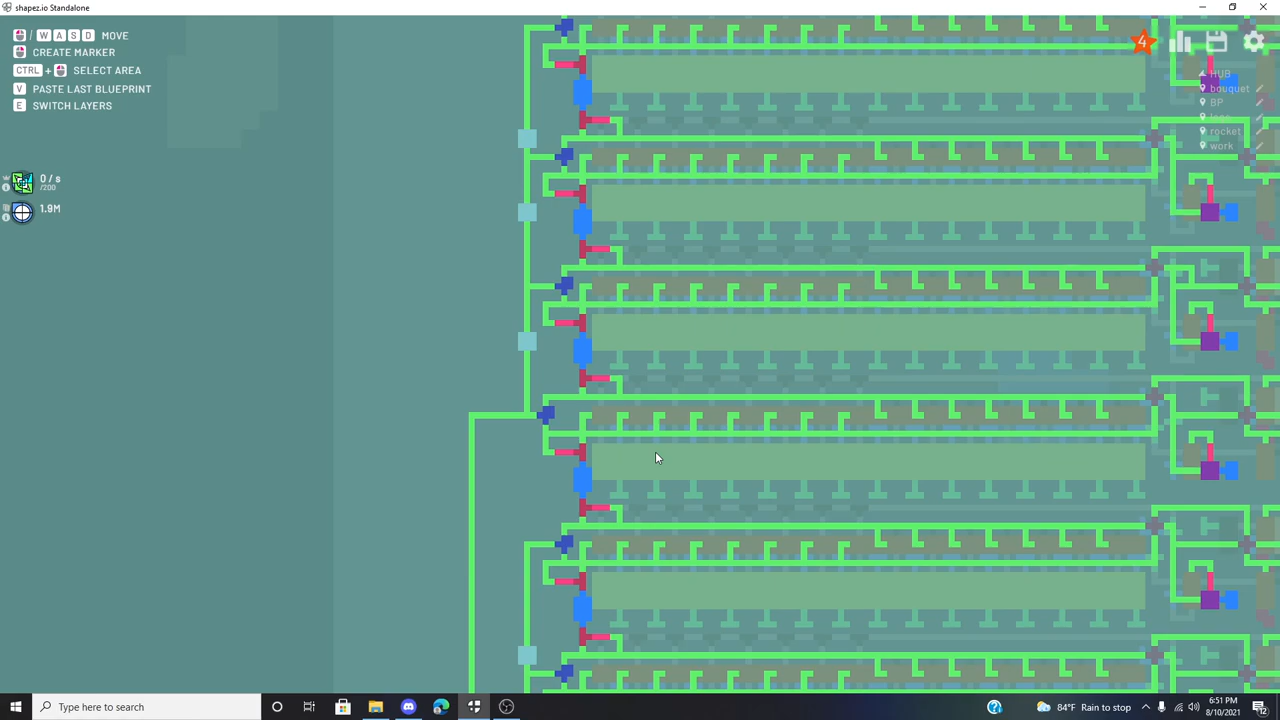 shapez.io Standalone
/ W A S D MOVE
CREATE MARKER
CTRL + SELECT AREA
V PASTE LAST BLUEPRINT
E SWITCH LAYERS
4
HUB
bouquet
BP
rocket
work
0 / s
/200
1.9M
Type here to search
84°F Rain to stop
6:51 PM
8/10/2021
12